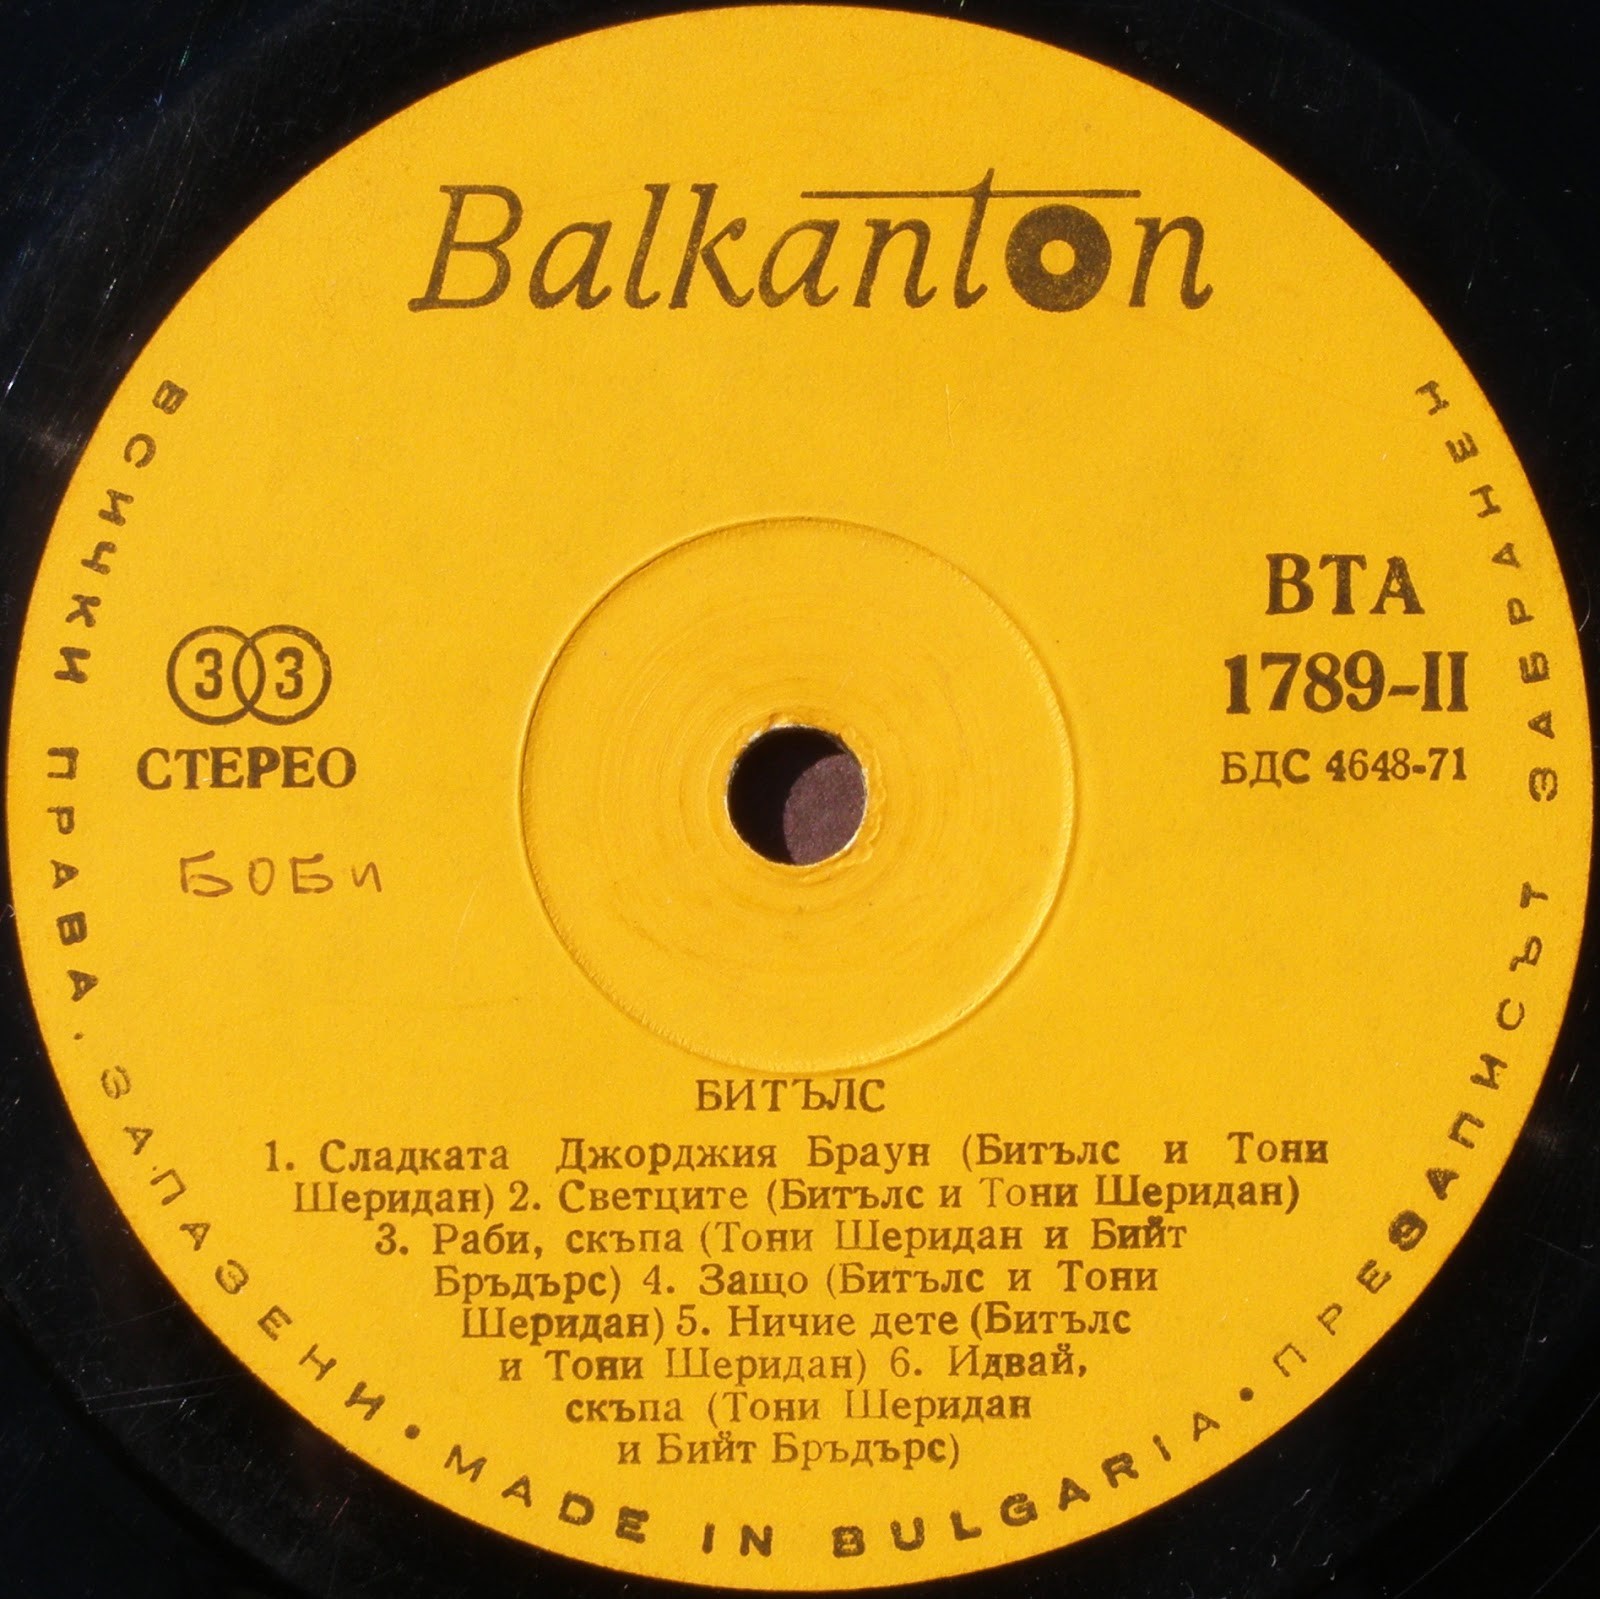 Balkanton
ВТА
1789-II
БДС 4648-71
33
СТЕРЕО
БОБи
БИТЪЛС
1. Сладката Джорджия Браун (Битълс и Тони
Шеридан) 2. Светците (Битълс и Тони Шеридан)
3. Раби, скъпа (Тони Шеридан и Бийт
Бръдърс) 4. Защо (Битълс и Тони
Шеридан) 5. Ничие дете (Битълс
и Тони Шеридан) 6. Идвай,
скъпа (Тони Шеридан
и Бийт Бръдърс)
ВСИЧКИ ПРАВА. ЗАПАЗЕНИ • MADE IN BULGARIA • ПРЕЗАПИСЪТ ЗАБРАНЕН